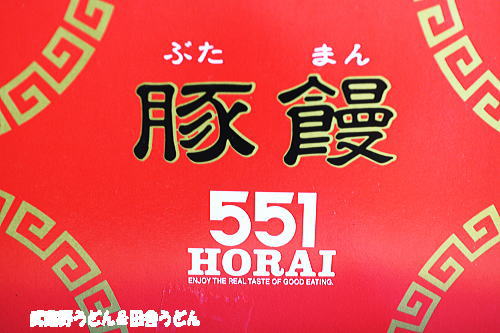 ぶた まん
豚饅
551
HORAI
ENJOY THE REAL TASTE OF GOOD EATING.
武蔵野うどん&田舎うどん